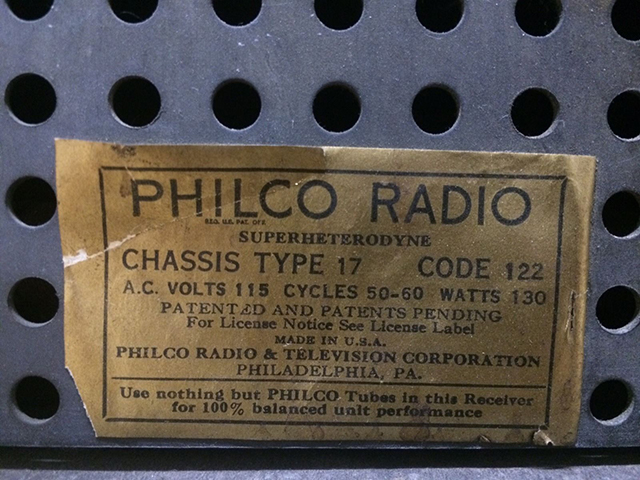 PHILCO RADIO
REG. U.S. PAT. OFF.
SUPERHETERODYNE
CHASSIS TYPE 17 CODE 122
A.C. VOLTS 115 CYCLES 50-60 WATTS 130
PATENTED AND PATENTS PENDING
For License Notice See License Label
MADE IN U.S.A.
PHILCO RADIO & TELEVISION CORPORATION
PHILADELPHIA, PA.
Use nothing but PHILCO Tubes in this Receiver
for 100% balanced unit performance